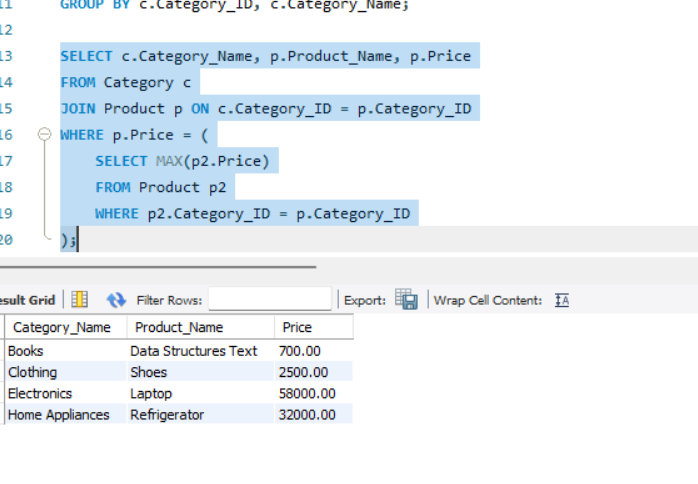 11 GROUP BY c.Category_ID, c.Category_Name;
12
13 SELECT c.Category_Name, p.Product_Name, p.Price
14 FROM Category c
15 JOIN Product p ON c.Category_ID = p.Category_ID
16 WHERE p.Price = (
17 SELECT MAX(p2.Price)
18 FROM Product p2
19 WHERE p2.Category_ID = p.Category_ID
20 );
esult Grid Filter Rows: Export: Wrap Cell Content: IA
Category_Name Product_Name Price
Books Data Structures Text 700.00
Clothing Shoes 2500.00
Electronics Laptop 58000.00
Home Appliances Refrigerator 32000.00